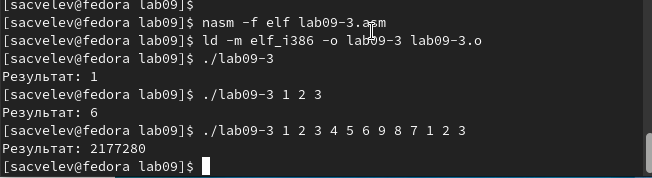 [sacvelev@fedora lab09]$
[sacvelev@fedora lab09]$ nasm -f elf lab09-3.asm
[sacvelev@fedora lab09]$ ld -m elf_i386 -o lab09-3 lab09-3.o
[sacvelev@fedora lab09]$ ./lab09-3
Результат: 1
[sacvelev@fedora lab09]$ ./lab09-3 1 2 3
Результат: 6
[sacvelev@fedora lab09]$ ./lab09-3 1 2 3 4 5 6 9 8 7 1 2 3
Результат: 2177280
[sacvelev@fedora lab09]$